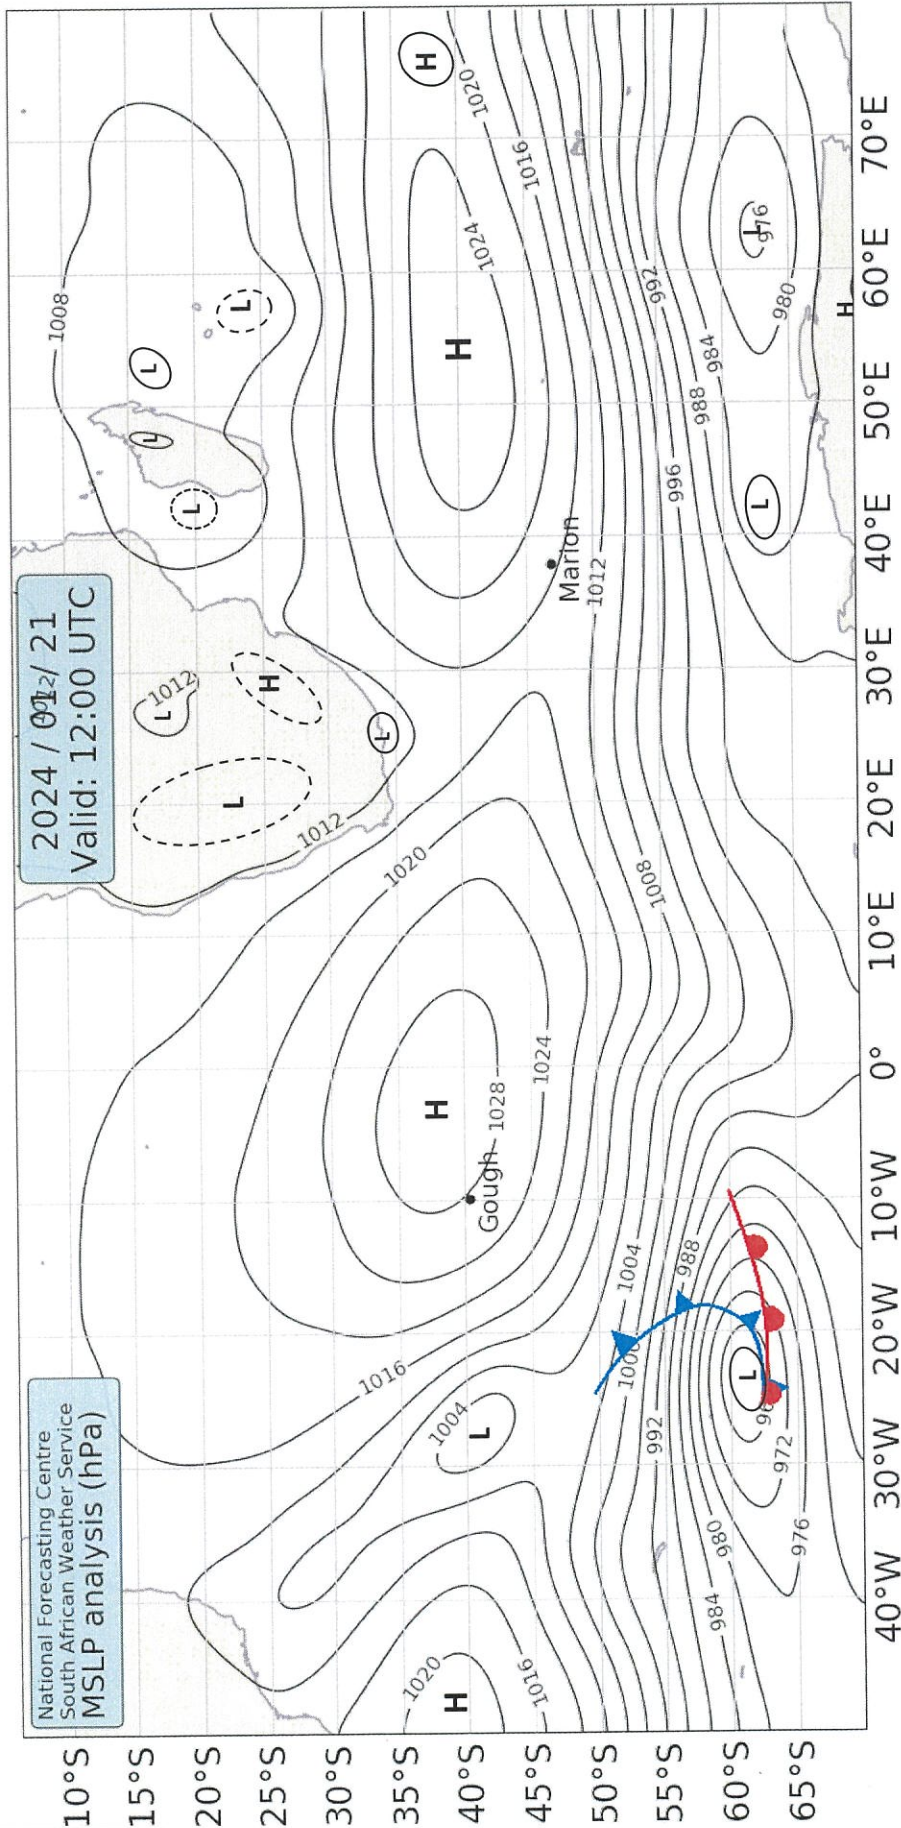 National Forecasting Centre
South African Weather Service
MSLP analysis (hPa)
2024 / 12/ 21
Valid: 12:00 UTC
10°S
15°S
20°S
25°S
30°S
35°S
40°S
45°S
50°S
55°S
60°S
65°S
1008
1012
L
L
L
L
L
L
H
L
1012
L
1016
1020
H
1020
1024
1016
H
1004
L
1020
H
1016
H
1028
1024
Gough
Marion
1012
1004
1008
1000
992
996
992
988
988
984
984
980
L
972
976
L
L
976
980
H
40°W
30°W
20°W
10°W
0°
10°E
20°E
30°E
40°E
50°E
60°E
70°E